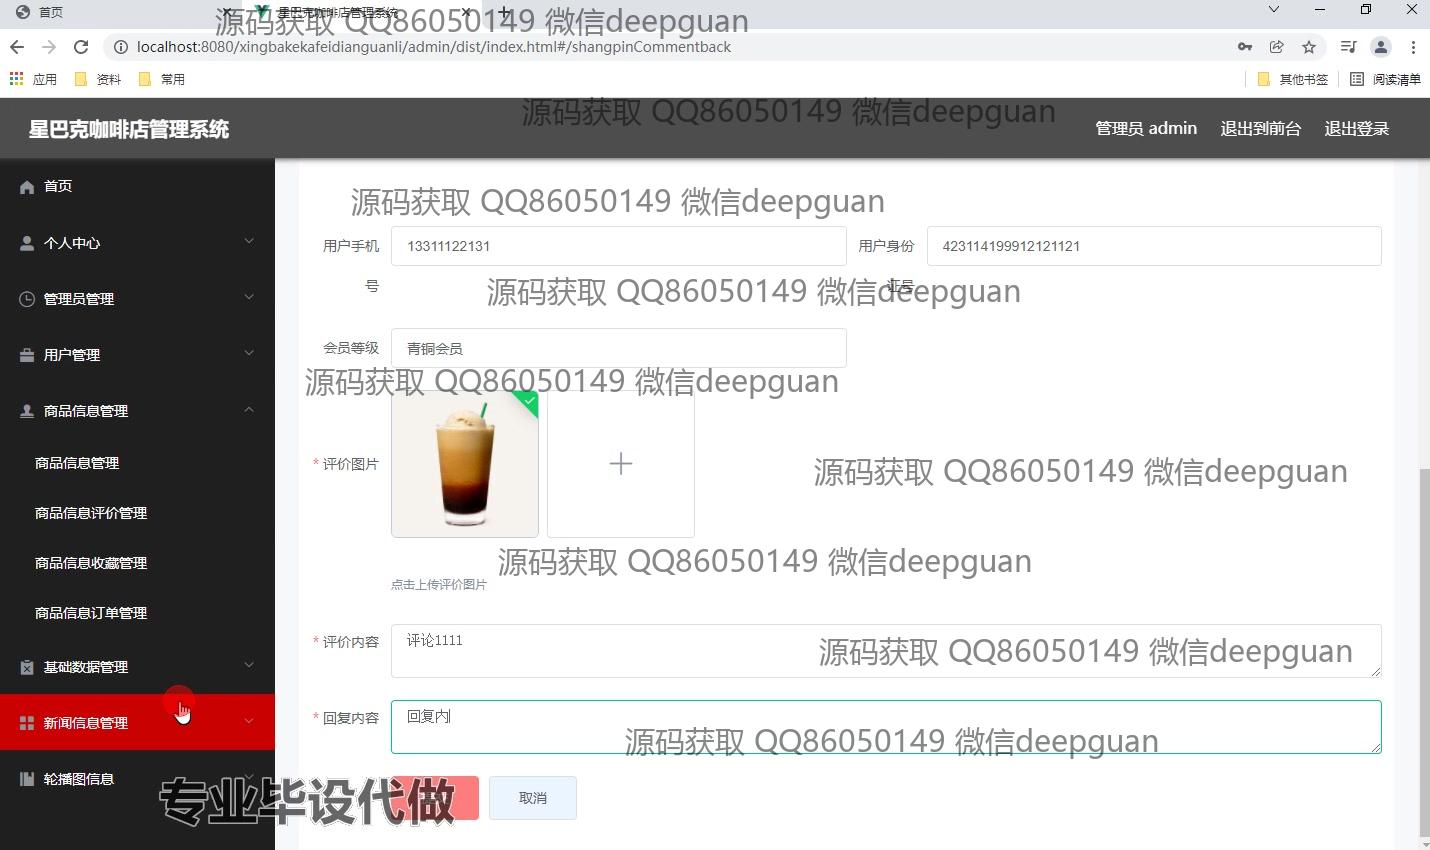 首页
星巴克咖啡店管理系统
源码获取 QQ86050149 微信deepguan
localhost:8080/xingbakekafeidianguanli/admin/dist/index.html#/shangpinCommentback
应用 资料 常用 其他书签 阅读清单
源码获取 QQ86050149 微信deepguan
星巴克咖啡店管理系统 管理员 admin 退出到前台 退出登录
首页
个人中心
管理员管理
用户管理
商品信息管理
商品信息管理
商品信息评价管理
商品信息收藏管理
商品信息订单管理
基础数据管理
新闻信息管理
轮播图信息
源码获取 QQ86050149 微信deepguan
用户手机号 13311122131 用户身份证号 423114199912121121
源码获取 QQ86050149 微信deepguan
会员等级 青铜会员
源码获取 QQ86050149 微信deepguan
* 评价图片
源码获取 QQ86050149 微信deepguan
源码获取 QQ86050149 微信deepguan
点击上传评价图片
* 评价内容 评论1111
源码获取 QQ86050149 微信deepguan
* 回复内容 回复内
源码获取 QQ86050149 微信deepguan
专业毕设代做
取消